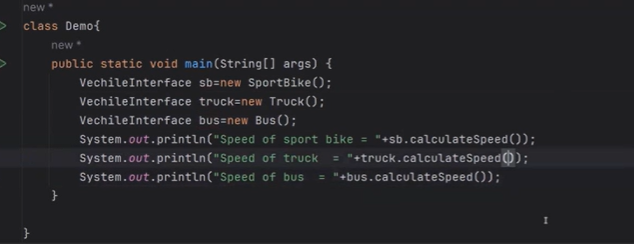 new *
class Demo{
new *
public static void main(String[] args) {
VechileInterface sb=new SportBike();
VechileInterface truck=new Truck();
VechileInterface bus=new Bus();
System.out.println("Speed of sport bike = "+sb.calculateSpeed());
System.out.println("Speed of truck  = "+truck.calculateSpeed());
System.out.println("Speed of bus  = "+bus.calculateSpeed());
}
}